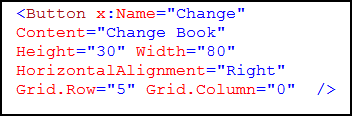 <Button x:Name="Change"
Content="Change Book"
Height="30" Width="80"
HorizontalAlignment="Right"
Grid.Row="5" Grid.Column="0"  />